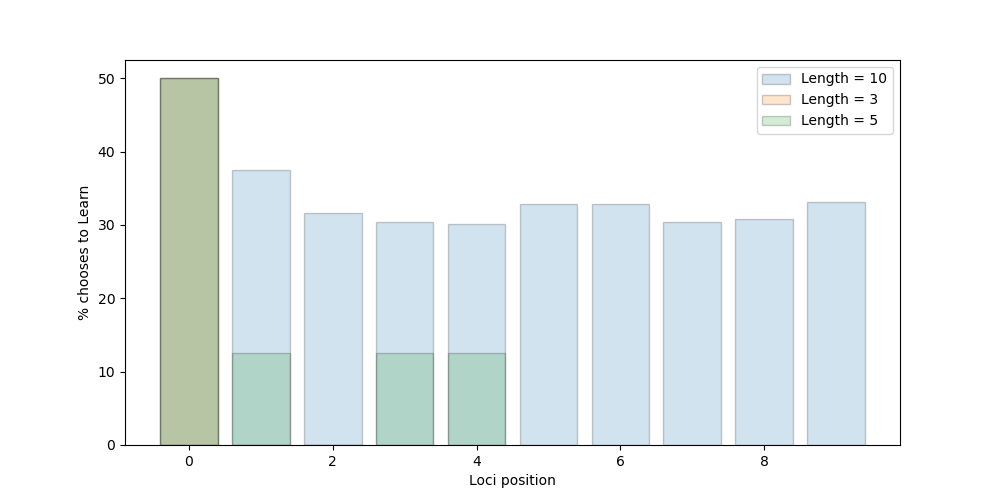 Length = 10
Length = 3
Length = 5
50
40
30
20
10
0
% chooses to Learn
0 2 4 6 8
Loci position